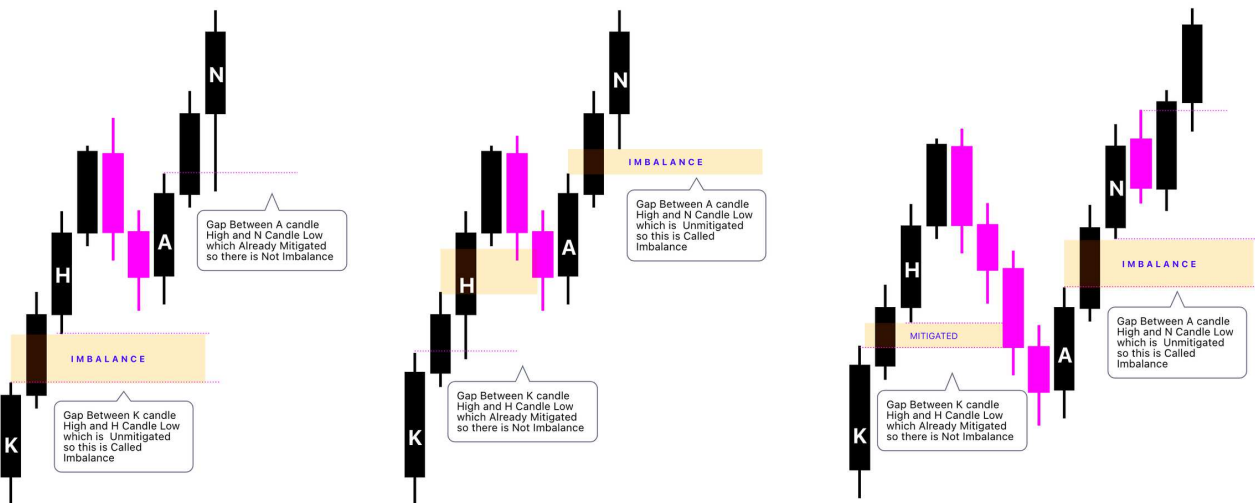 N
H
A
Gap Between A candle
High and N Candle Low
which Already Mitigated
so there is Not Imbalance
IMBALANCE
K
Gap Between K candle
High and H Candle Low
which is Unmitigated
so this is Called
Imbalance
N
IMBALANCE
Gap Between A candle
High and N Candle Low
which is Unmitigated
so this is Called
Imbalance
A
H
K
Gap Between K candle
High and H Candle Low
which Already Mitigated
so there is Not Imbalance
N
H
IMBALANCE
MITIGATED
A
Gap Between A candle
High and N Candle Low
which is Unmitigated
so this is Called
Imbalance
K
Gap Between K candle
High and H Candle Low
which Already Mitigated
so there is Not Imbalance